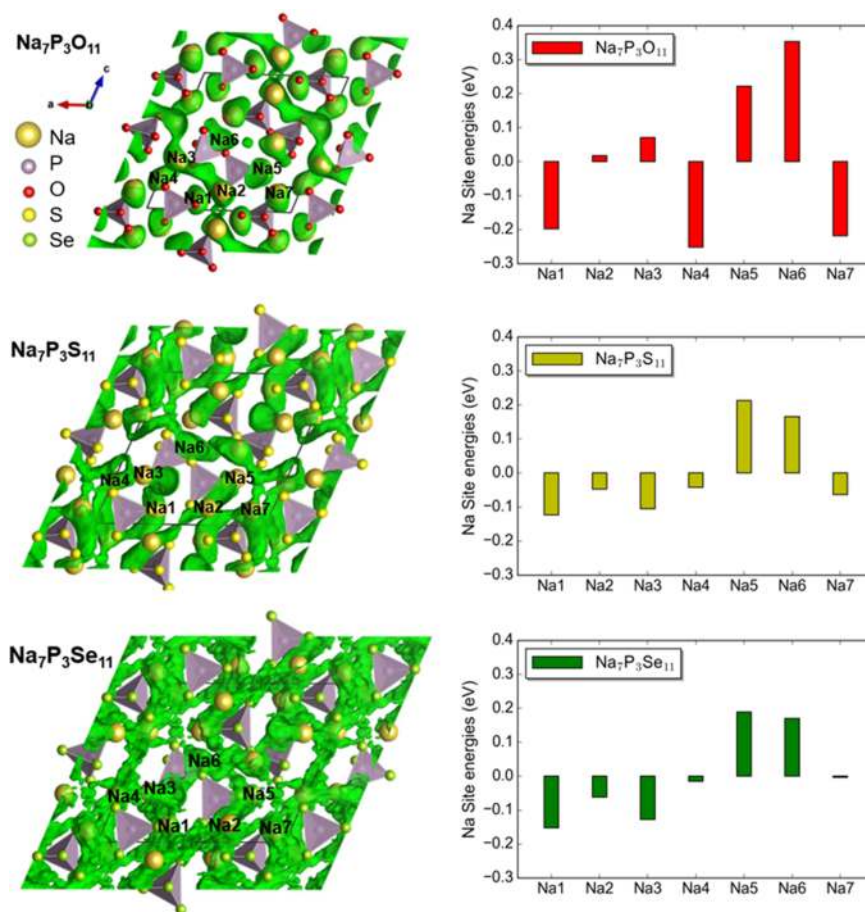 Na₇P₃O₁₁
c
a
b
Na
P
O
S
Se
Na6
Na3
Na5
Na4
Na7
Na1
Na2
Na₇P₃O₁₁
Na Site energies (eV)
0.4
0.3
0.2
0.1
0.0
−0.1
−0.2
−0.3
Na1 Na2 Na3 Na4 Na5 Na6 Na7
Na₇P₃S₁₁
Na6
Na4 Na3
Na5
Na1 Na2 Na7
Na₇P₃S₁₁
Na Site energies (eV)
0.4
0.3
0.2
0.1
0.0
−0.1
−0.2
−0.3
Na1 Na2 Na3 Na4 Na5 Na6 Na7
Na₇P₃Se₁₁
Na6
Na3
Na4
Na5
Na1 Na2 Na7
Na₇P₃Se₁₁
Na Site energies (eV)
0.4
0.3
0.2
0.1
0.0
−0.1
−0.2
−0.3
Na1 Na2 Na3 Na4 Na5 Na6 Na7